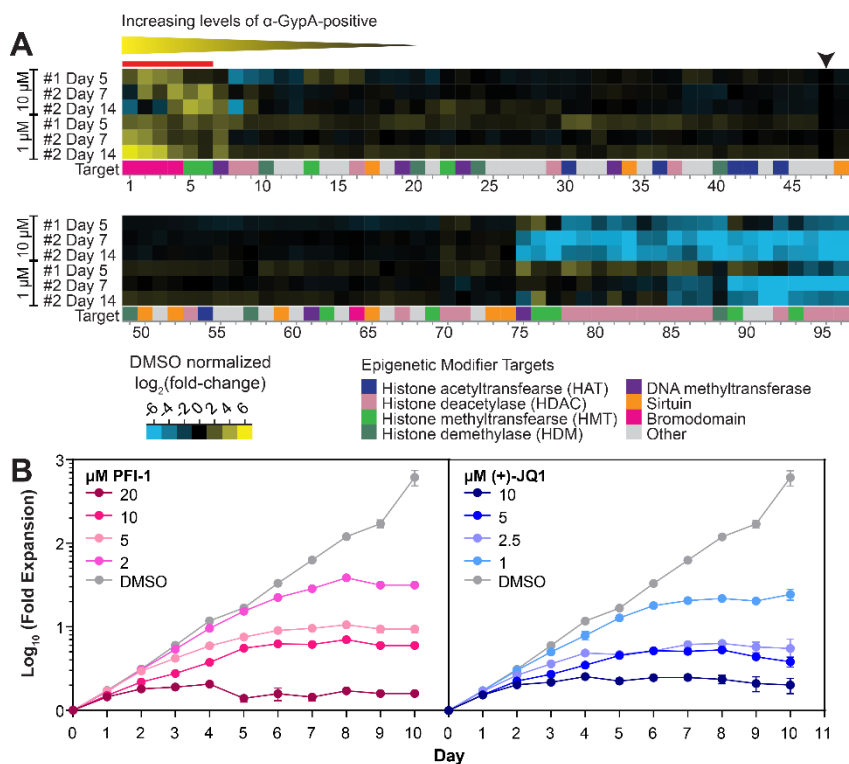 Increasing levels of α-GypA-positive
A
10 µM
1 µM
#1 Day 5
#2 Day 7
#2 Day 14
#1 Day 5
#2 Day 7
#2 Day 14
Target
1 5 10 15 20 25 30 35 40 45
10 µM
1 µM
#1 Day 5
#2 Day 7
#2 Day 14
#1 Day 5
#2 Day 7
#2 Day 14
Target
50 55 60 65 70 75 80 85 90 95
DMSO normalized
log2(fold-change)
-6 -4 -2 0 2 4 6
Epigenetic Modifier Targets
Histone acetyltransfearse (HAT)
Histone deacetylase (HDAC)
Histone methyltransfearse (HMT)
Histone demethylase (HDM)
DNA methyltransferase
Sirtuin
Bromodomain
Other
B
Log10 (Fold Expansion)
3
2
1
0
µM PFI-1
20
10
5
2
DMSO
0 1 2 3 4 5 6 7 8 9 10
µM (+)-JQ1
10
5
2.5
1
DMSO
0 1 2 3 4 5 6 7 8 9 10 11
Day